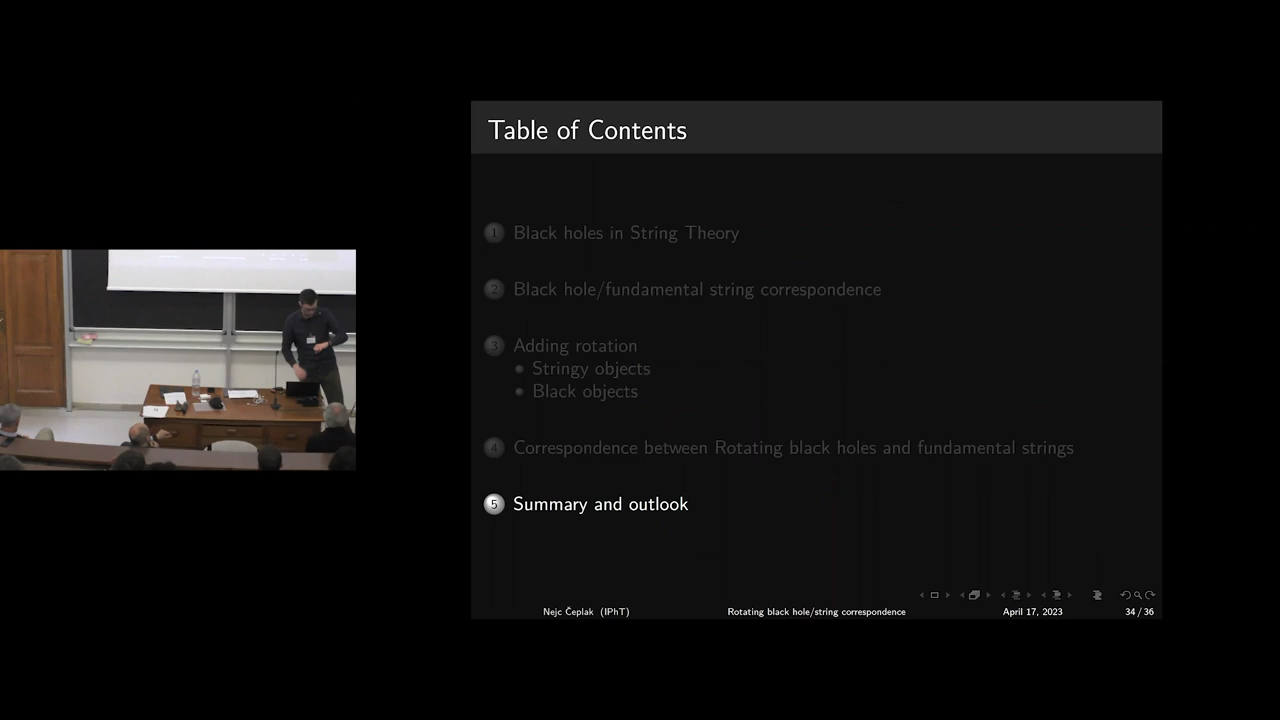 Table of Contents
1 Black holes in String Theory
2 Black hole/fundamental string correspondence
3 Adding rotation
Stringy objects
Black objects
4 Correspondence between Rotating black holes and fundamental strings
5 Summary and outlook
Nejc Čeplak (IPhT) Rotating black hole/string correspondence April 17, 2023 34 / 36